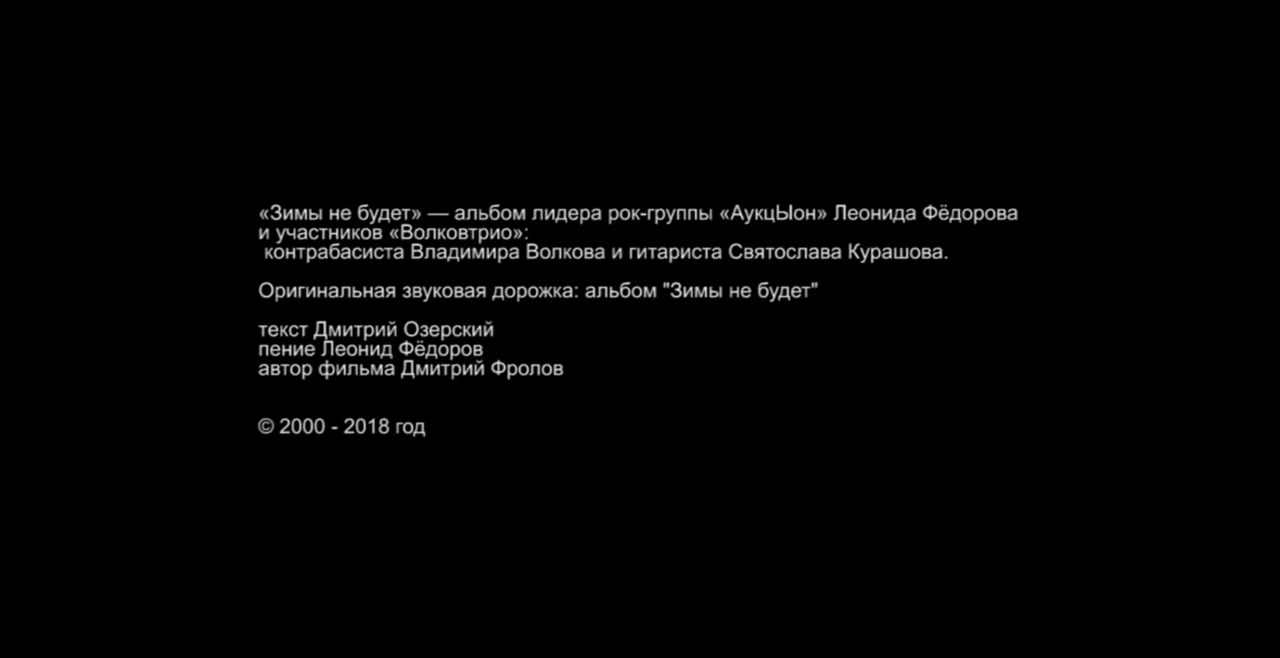 «Зимы не будет» — альбом лидера рок-группы «АукцЫон» Леонида Фёдорова
и участников «Волковтрио»:
контрабасиста Владимира Волкова и гитариста Святослава Курашова.
Оригинальная звуковая дорожка: альбом "Зимы не будет"
текст Дмитрий Озерский
пение Леонид Фёдоров
автор фильма Дмитрий Фролов
© 2000 - 2018 год